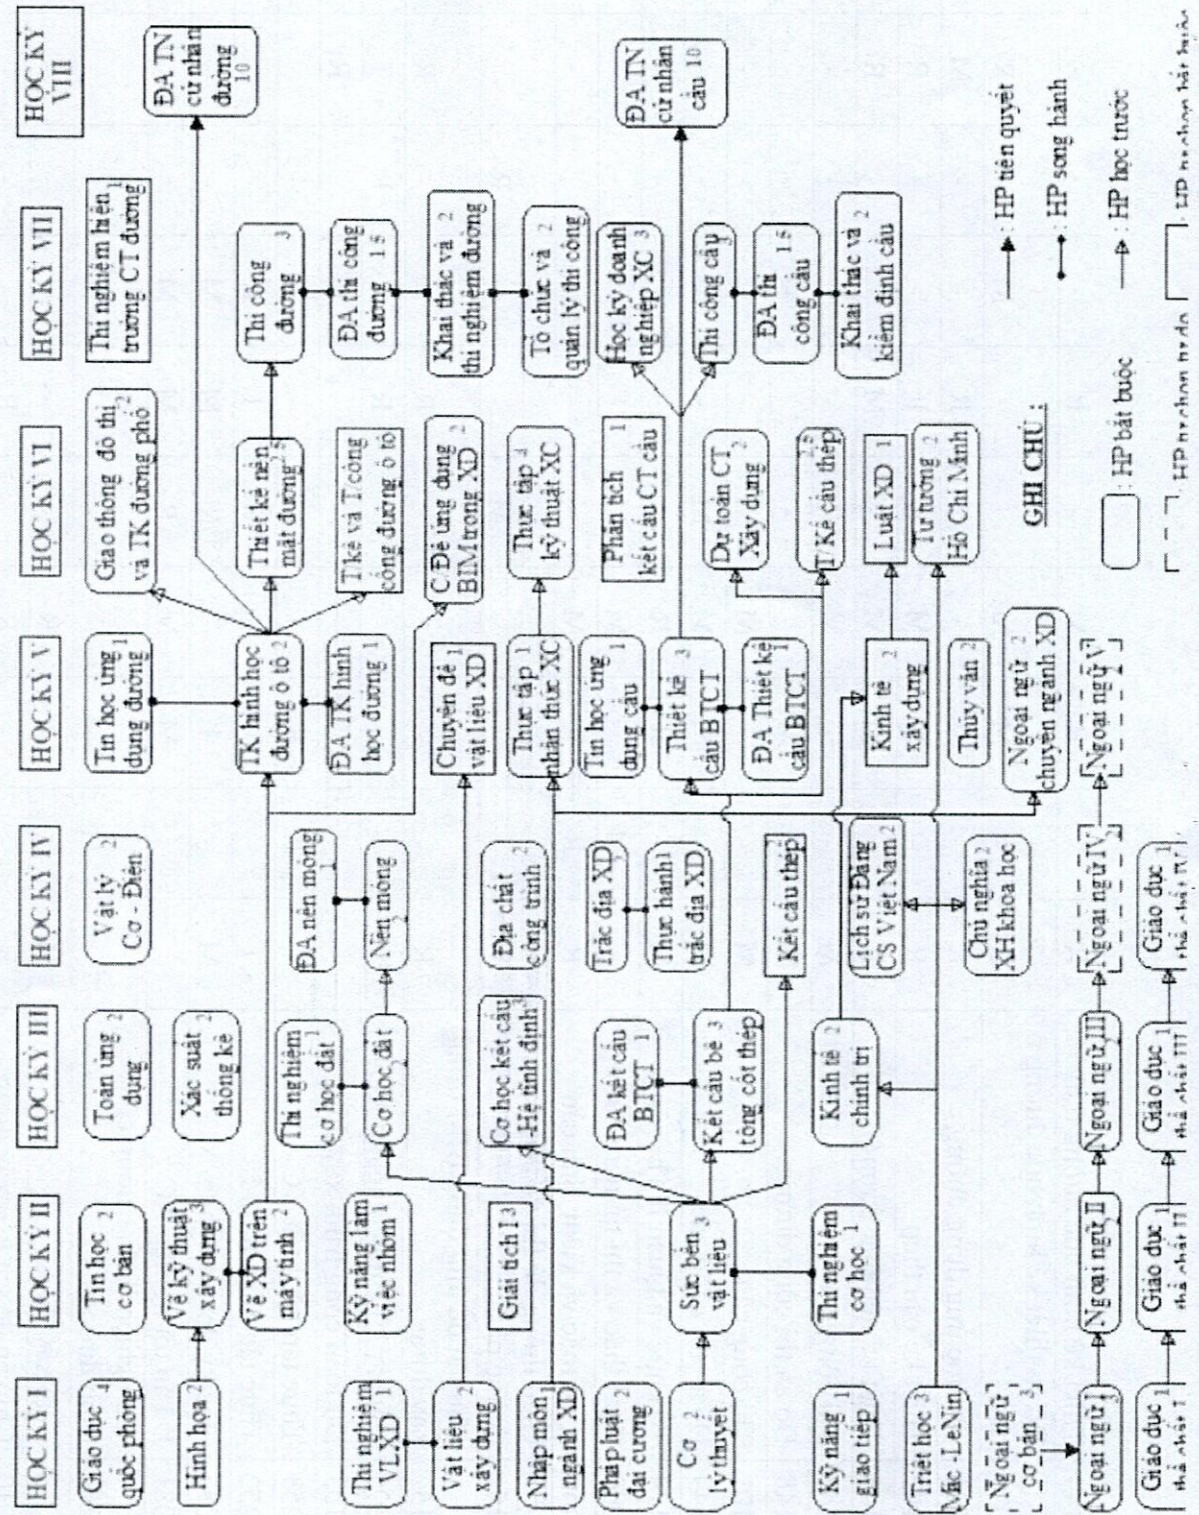 HỌC KỲ I
Giáo dục 4
quốc phòng
Hình họa 2
Thí nghiệm
VLXD 1
Vật liệu 2
xây dựng
Nhập môn 1
ngành XD
Pháp luật 2
đại cương
Cơ 2
lý thuyết
Kỹ năng 1
giao tiếp
Triết học 3
Mác -LeNin
Ngoại ngữ
cơ bản 3
Ngoại ngữ I
3
Giáo dục 1
HỌC KỲ II
Tin học 2
cơ bản
Vẽ kỹ thuật
xây dựng 3
Vẽ XD trên
máy tính 2
Kỹ năng làm
việc nhóm 1
Giải tích I 3
Sức bền
vật liệu 3
Thí nghiệm
cơ học 1
Ngoại ngữ II
Giáo dục 1
HỌC KỲ III
Toán ứng 2
dụng
Xác suất 2
thống kê
Thí nghiệm
cơ học đất 1
Cơ học đất
Cơ học kết cấu
-Hệ tĩnh định 3
ĐA kết cấu
BTCT 1
Kết cấu bê 3
tông cốt thép
Kinh tế 2
chính trị
Ngoại ngữ III
Giáo dục 1
HỌC KỲ IV
Vật lý 2
Cơ - Điện
ĐA nền móng
1
Nền móng
2
Địa chất 2
công trình
Trắc địa XD
Thực hành 1
trắc địa XD
Kết cấu thép
2
Lịch sử Đảng
CS Việt Nam 2
Chủ nghĩa 2
XH khoa học
Ngoại ngữ IV
2
Giáo dục 1
HỌC KỲ V
Tin học ứng 1
dụng đường
TK hình học
đường ô tô 2
ĐA TK hình
học đường 1
Chuyên đề 1
vật liệu XD
Thực tập 1
nhận thức XC
Tin học ứng
dụng cầu 1
Thiết kế 3
cầu BTCT
ĐA Thiết kế
cầu BTCT 1
Kinh tế 2
xây dựng
Thủy văn 2
Ngoại ngữ 2
chuyên ngành XD
Ngoại ngữ V
HỌC KỲ VI
Giao thông đô thị
và TK đường phố 2
Thiết kế nền
mặt đường 2,5
T/kế và T/công
cống đường ô tô
C/Đề ứng dụng
BIM trong XD 2
Thực tập 3
kỹ thuật XC
Phân tích 1
kết cấu CT cầu
Dự toán CT
Xây dựng 2
T/Kế cầu thép
2,5
Luật XD 1
Tư tưởng 2
Hồ Chí Minh
HỌC KỲ VII
Thí nghiệm hiện
trường CT đường 1
Thi công
đường 3
ĐA thi công
đường 1.5
Khai thác và 2
thí nghiệm đường
Tổ chức và 2
quản lý thi công
Học kỳ doanh
nghiệp XC 3
Thi công cầu
3
ĐA thi 1.5
công cầu
Khai thác và 2
kiểm định cầu
HỌC KỲ
VIII
ĐA TN
cử nhân
đường
10
ĐA TN
cử nhân
cầu 10
GHI CHÚ :
: HP bắt buộc
: HP tiên quyết
: HP song hành
: HP học trước